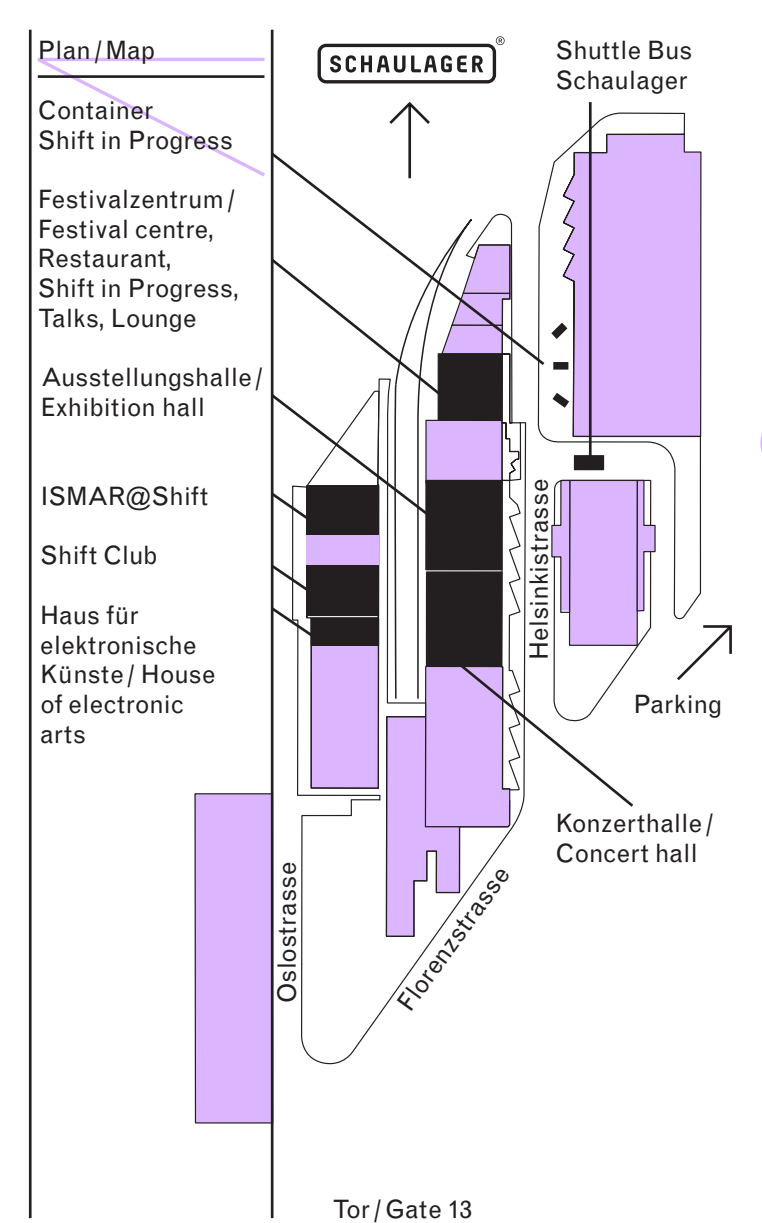 Plan / Map
Container
Shift in Progress
Festivalzentrum /
Festival centre,
Restaurant,
Shift in Progress,
Talks, Lounge
Ausstellungshalle /
Exhibition hall
ISMAR@Shift
Shift Club
Haus für
elektronische
Künste / House
of electronic
arts
SCHAULAGER®
Shuttle Bus
Schaulager
Helsinkistrasse
Parking
Konzerthalle /
Concert hall
Oslostrasse
Florenzstrasse
Tor / Gate 13